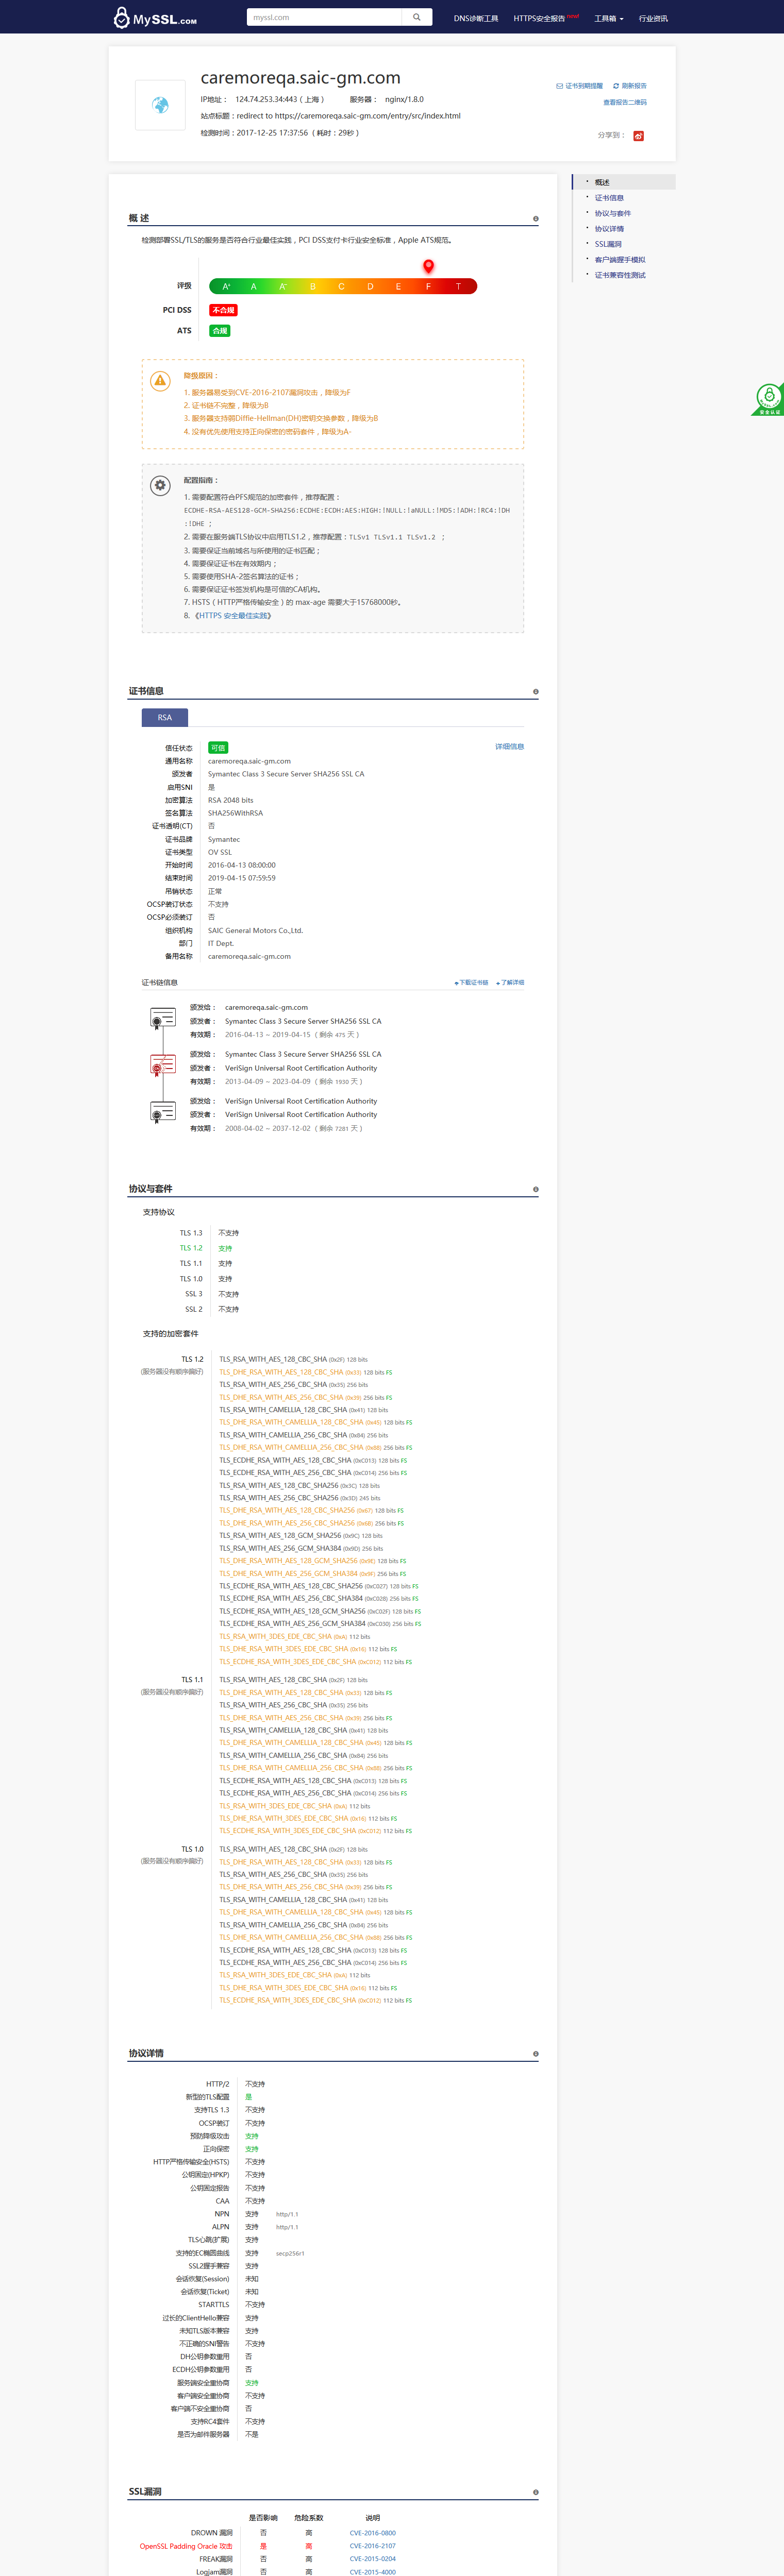 MySSL.COM
myssl.com
DNS诊断工具 HTTPS安全报告 new! 工具箱 行业资讯
caremoreqa.saic-gm.com
IP地址： 124.74.253.34:443（上海） 服务器： nginx/1.8.0
站点标题：redirect to https://caremoreqa.saic-gm.com/entry/src/index.html
检测时间：2017-12-25 17:37:56（耗时：29秒）
证书到期提醒 刷新报告
查看报告二维码
分享到：
概述
证书信息
协议与套件
协议详情
SSL漏洞
客户端握手模拟
证书兼容性测试
安全认证
概 述
检测部署SSL/TLS的服务是否符合行业最佳实践，PCI DSS支付卡行业安全标准，Apple ATS规范。
评级 A+ A A- B C D E F T
PCI DSS 不合规
ATS 合规
降级原因：
1. 服务器易受到CVE-2016-2107漏洞攻击，降级为F
2. 证书链不完整，降级为B
3. 服务器支持弱Diffie-Hellman(DH)密钥交换参数，降级为B
4. 没有优先使用支持正向保密的密码套件，降级为A-
配置指南：
1. 需要配置符合PFS规范的加密套件，推荐配置：
ECDHE-RSA-AES128-GCM-SHA256:ECDHE:ECDH:AES:HIGH:!NULL:!aNULL:!MD5:!ADH:!RC4:!DH
:!DHE ；
2. 需要在服务端TLS协议中启用TLS1.2，推荐配置：TLSv1 TLSv1.1 TLSv1.2 ；
3. 需要保证当前域名与所使用的证书匹配；
4. 需要保证证书在有效期内；
5. 需要使用SHA-2签名算法的证书；
6. 需要保证证书签发机构是可信的CA机构。
7. HSTS（HTTP严格传输安全）的 max-age 需要大于15768000秒。
8. 《HTTPS 安全最佳实践》
证书信息
RSA
信任状态 可信 详细信息
通用名称 caremoreqa.saic-gm.com
颁发者 Symantec Class 3 Secure Server SHA256 SSL CA
启用SNI 是
加密算法 RSA 2048 bits
签名算法 SHA256WithRSA
证书透明(CT) 否
证书品牌 Symantec
证书类型 OV SSL
开始时间 2016-04-13 08:00:00
结束时间 2019-04-15 07:59:59
吊销状态 正常
OCSP装订状态 不支持
OCSP必须装订 否
组织机构 SAIC General Motors Co.,Ltd.
部门 IT Dept.
备用名称 caremoreqa.saic-gm.com
证书链信息 下载证书链 了解详细
颁发给： caremoreqa.saic-gm.com
颁发者： Symantec Class 3 Secure Server SHA256 SSL CA
有效期： 2016-04-13 ~ 2019-04-15 （剩余 475 天）
颁发给： Symantec Class 3 Secure Server SHA256 SSL CA
颁发者： VeriSign Universal Root Certification Authority
有效期： 2013-04-09 ~ 2023-04-09 （剩余 1930 天）
颁发给： VeriSign Universal Root Certification Authority
颁发者： VeriSign Universal Root Certification Authority
有效期： 2008-04-02 ~ 2037-12-02 （剩余 7281 天）
协议与套件
支持协议
TLS 1.3 不支持
TLS 1.2 支持
TLS 1.1 支持
TLS 1.0 支持
SSL 3 不支持
SSL 2 不支持
支持的加密套件
TLS 1.2 TLS_RSA_WITH_AES_128_CBC_SHA (0x2F) 128 bits
(服务器没有顺序偏好) TLS_DHE_RSA_WITH_AES_128_CBC_SHA (0x33) 128 bits FS
TLS_RSA_WITH_AES_256_CBC_SHA (0x35) 256 bits
TLS_DHE_RSA_WITH_AES_256_CBC_SHA (0x39) 256 bits FS
TLS_RSA_WITH_CAMELLIA_128_CBC_SHA (0x41) 128 bits
TLS_DHE_RSA_WITH_CAMELLIA_128_CBC_SHA (0x45) 128 bits FS
TLS_RSA_WITH_CAMELLIA_256_CBC_SHA (0x84) 256 bits
TLS_DHE_RSA_WITH_CAMELLIA_256_CBC_SHA (0x88) 256 bits FS
TLS_ECDHE_RSA_WITH_AES_128_CBC_SHA (0xC013) 128 bits FS
TLS_ECDHE_RSA_WITH_AES_256_CBC_SHA (0xC014) 256 bits FS
TLS_RSA_WITH_AES_128_CBC_SHA256 (0x3C) 128 bits
TLS_RSA_WITH_AES_256_CBC_SHA256 (0x3D) 245 bits
TLS_DHE_RSA_WITH_AES_128_CBC_SHA256 (0x67) 128 bits FS
TLS_DHE_RSA_WITH_AES_256_CBC_SHA256 (0x6B) 256 bits FS
TLS_RSA_WITH_AES_128_GCM_SHA256 (0x9C) 128 bits
TLS_RSA_WITH_AES_256_GCM_SHA384 (0x9D) 256 bits
TLS_DHE_RSA_WITH_AES_128_GCM_SHA256 (0x9E) 128 bits FS
TLS_DHE_RSA_WITH_AES_256_GCM_SHA384 (0x9F) 256 bits FS
TLS_ECDHE_RSA_WITH_AES_128_CBC_SHA256 (0xC027) 128 bits FS
TLS_ECDHE_RSA_WITH_AES_256_CBC_SHA384 (0xC028) 256 bits FS
TLS_ECDHE_RSA_WITH_AES_128_GCM_SHA256 (0xC02F) 128 bits FS
TLS_ECDHE_RSA_WITH_AES_256_GCM_SHA384 (0xC030) 256 bits FS
TLS_RSA_WITH_3DES_EDE_CBC_SHA (0xA) 112 bits
TLS_DHE_RSA_WITH_3DES_EDE_CBC_SHA (0x16) 112 bits FS
TLS_ECDHE_RSA_WITH_3DES_EDE_CBC_SHA (0xC012) 112 bits FS
TLS 1.1 TLS_RSA_WITH_AES_128_CBC_SHA (0x2F) 128 bits
(服务器没有顺序偏好) TLS_DHE_RSA_WITH_AES_128_CBC_SHA (0x33) 128 bits FS
TLS_RSA_WITH_AES_256_CBC_SHA (0x35) 256 bits
TLS_DHE_RSA_WITH_AES_256_CBC_SHA (0x39) 256 bits FS
TLS_RSA_WITH_CAMELLIA_128_CBC_SHA (0x41) 128 bits
TLS_DHE_RSA_WITH_CAMELLIA_128_CBC_SHA (0x45) 128 bits FS
TLS_RSA_WITH_CAMELLIA_256_CBC_SHA (0x84) 256 bits
TLS_DHE_RSA_WITH_CAMELLIA_256_CBC_SHA (0x88) 256 bits FS
TLS_ECDHE_RSA_WITH_AES_128_CBC_SHA (0xC013) 128 bits FS
TLS_ECDHE_RSA_WITH_AES_256_CBC_SHA (0xC014) 256 bits FS
TLS_RSA_WITH_3DES_EDE_CBC_SHA (0xA) 112 bits
TLS_DHE_RSA_WITH_3DES_EDE_CBC_SHA (0x16) 112 bits FS
TLS_ECDHE_RSA_WITH_3DES_EDE_CBC_SHA (0xC012) 112 bits FS
TLS 1.0 TLS_RSA_WITH_AES_128_CBC_SHA (0x2F) 128 bits
(服务器没有顺序偏好) TLS_DHE_RSA_WITH_AES_128_CBC_SHA (0x33) 128 bits FS
TLS_RSA_WITH_AES_256_CBC_SHA (0x35) 256 bits
TLS_DHE_RSA_WITH_AES_256_CBC_SHA (0x39) 256 bits FS
TLS_RSA_WITH_CAMELLIA_128_CBC_SHA (0x41) 128 bits
TLS_DHE_RSA_WITH_CAMELLIA_128_CBC_SHA (0x45) 128 bits FS
TLS_RSA_WITH_CAMELLIA_256_CBC_SHA (0x84) 256 bits
TLS_DHE_RSA_WITH_CAMELLIA_256_CBC_SHA (0x88) 256 bits FS
TLS_ECDHE_RSA_WITH_AES_128_CBC_SHA (0xC013) 128 bits FS
TLS_ECDHE_RSA_WITH_AES_256_CBC_SHA (0xC014) 256 bits FS
TLS_RSA_WITH_3DES_EDE_CBC_SHA (0xA) 112 bits
TLS_DHE_RSA_WITH_3DES_EDE_CBC_SHA (0x16) 112 bits FS
TLS_ECDHE_RSA_WITH_3DES_EDE_CBC_SHA (0xC012) 112 bits FS
协议详情
HTTP/2 不支持
新型的TLS配置 是
支持TLS 1.3 不支持
OCSP装订 不支持
预防降级攻击 支持
正向保密 支持
HTTP严格传输安全(HSTS) 不支持
公钥固定(HPKP) 不支持
公钥固定报告 不支持
CAA 不支持
NPN 支持 http/1.1
ALPN 支持 http/1.1
TLS心跳(扩展) 支持
支持的EC椭圆曲线 支持 secp256r1
SSL2握手兼容 支持
会话恢复(Session) 未知
会话恢复(Ticket) 未知
STARTTLS 不支持
过长的ClientHello兼容 支持
未知TLS版本兼容 支持
不正确的SNI警告 不支持
DH公钥参数重用 否
ECDH公钥参数重用 否
服务端安全重协商 支持
客户端安全重协商 不支持
客户端不安全重协商 否
支持RC4套件 不支持
是否为邮件服务器 不是
SSL漏洞
是否影响 危险系数 说明
DROWN 漏洞 否 高 CVE-2016-0800
OpenSSL Padding Oracle 攻击 是 高 CVE-2016-2107
FREAK漏洞 否 高 CVE-2015-0204
Logjam漏洞 否 高 CVE-2015-4000